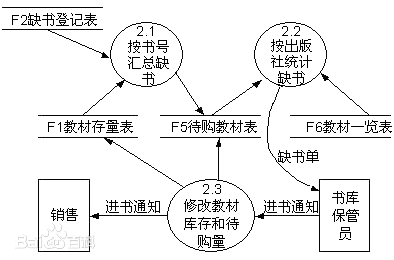 F2缺书登记表
2.1
按书号
汇总缺
书
2.2
按出版
社统计
缺书
F1教材存量表
F5待购教材表
F6教材一览表
缺书单
2.3
修改教材
库存和待
购量
销售
进书通知
进书通知
书库
保管
员
Bai百科